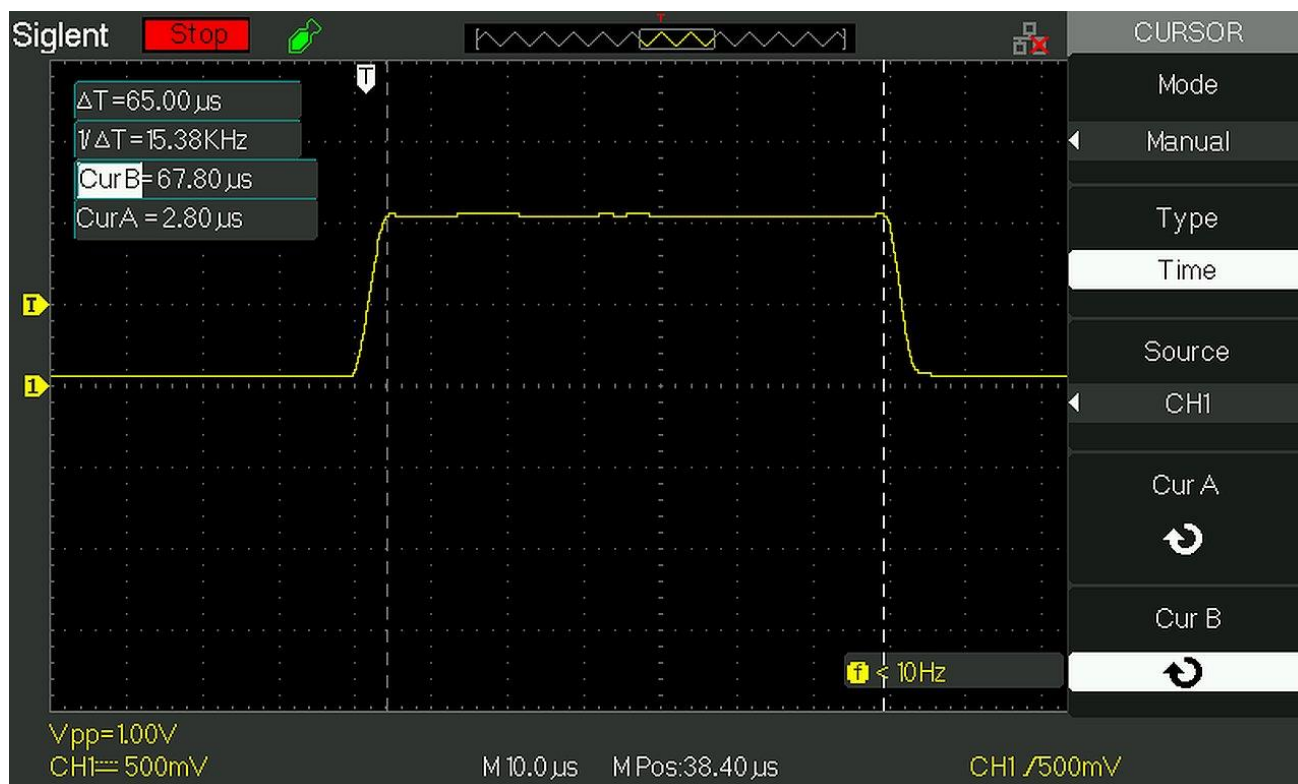 Siglent Stop T CURSOR
T
ΔT=65.00µs
1/ΔT=15.38KHz
CurB=67.80µs
CurA=2.80µs
Mode
Manual
Type
Time
T
Source
1
CH1
Cur A
Cur B
f < 10Hz
Vpp=1.00V
CH1 500mV M 10.0µs M Pos:38.40µs CH1 /500mV